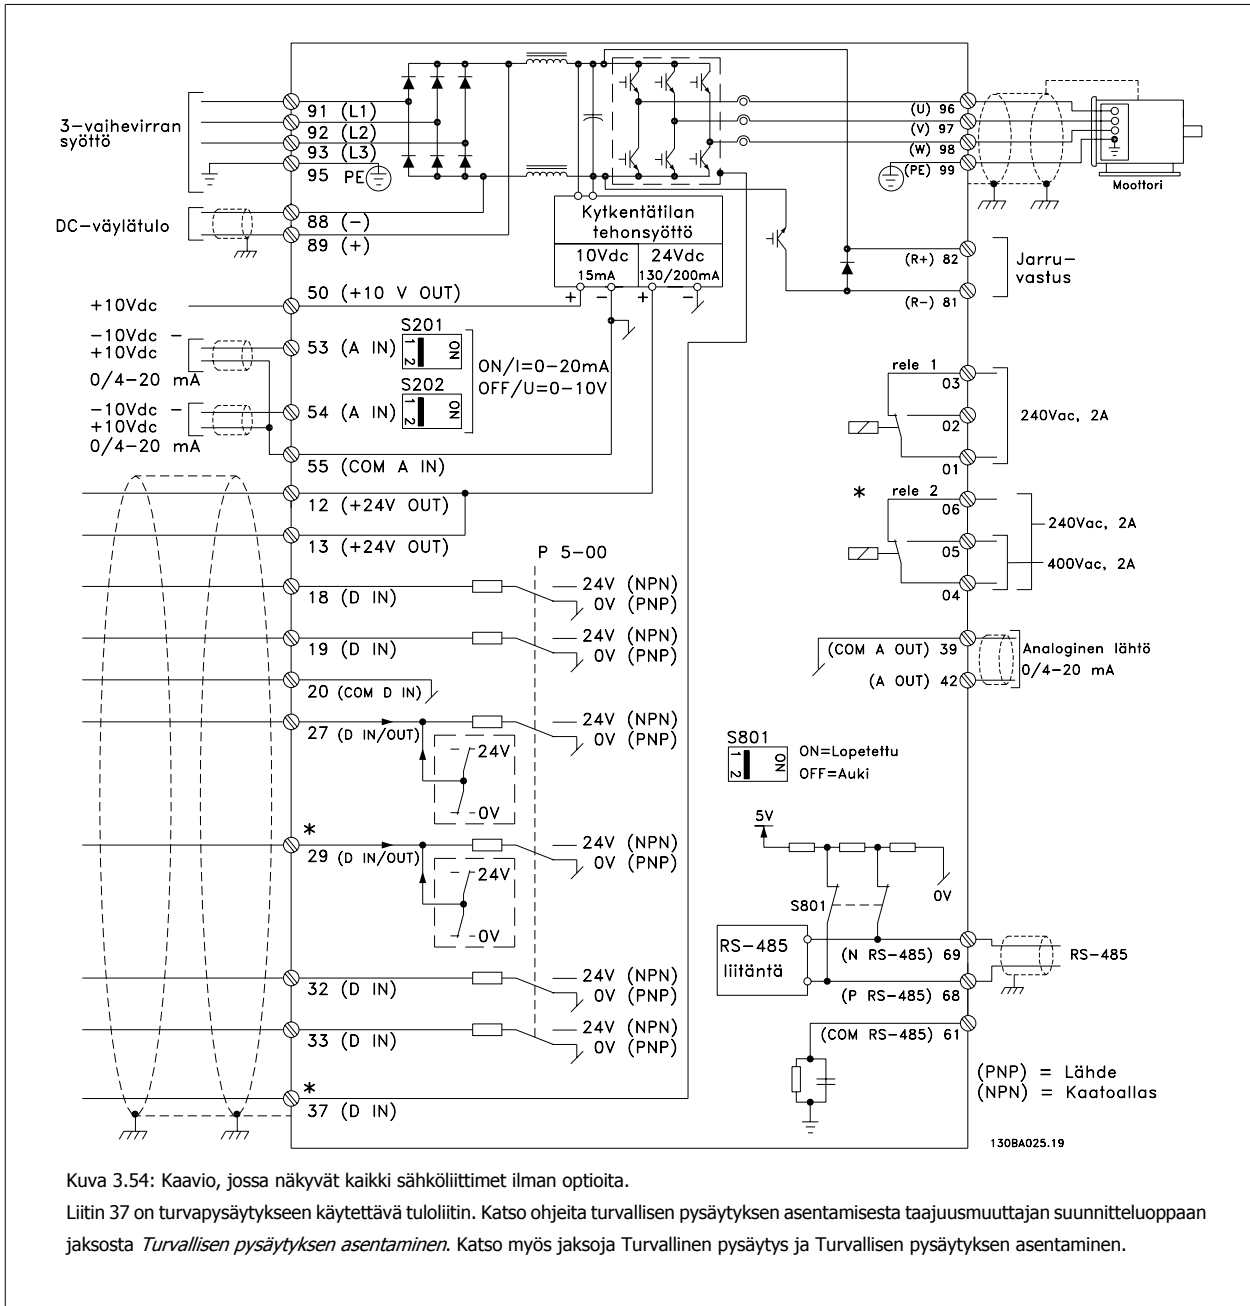 3-vaihevirran
syöttö
91 (L1)
92 (L2)
93 (L3)
95 PE
DC-väylätulo
88 (-)
89 (+)
+10Vdc
50 (+10 V OUT)
-10Vdc -
+10Vdc
0/4-20 mA
53 (A IN)
S201
1 2
ON
ON/I=0-20mA
OFF/U=0-10V
-10Vdc -
+10Vdc
0/4-20 mA
54 (A IN)
S202
1 2
ON
55 (COM A IN)
12 (+24V OUT)
13 (+24V OUT)
Kytkentätilan
tehonsyöttö
10Vdc
15mA
24Vdc
130/200mA
+ - + -
P 5-00
18 (D IN)
24V (NPN)
0V (PNP)
19 (D IN)
24V (NPN)
0V (PNP)
20 (COM D IN)
27 (D IN/OUT)
24V (NPN)
0V (PNP)
24V
0V
*
29 (D IN/OUT)
24V (NPN)
0V (PNP)
24V
0V
32 (D IN)
24V (NPN)
0V (PNP)
33 (D IN)
24V (NPN)
0V (PNP)
*
37 (D IN)
(U) 96
(V) 97
(W) 98
(PE) 99
Moottori
(R+) 82
(R-) 81
Jarru-
vastus
rele 1
03
02
01
240Vac, 2A
*
rele 2
06
05
04
240Vac, 2A
400Vac, 2A
(COM A OUT) 39
(A OUT) 42
Analoginen lähtö
0/4-20 mA
S801
1 2
ON
ON=Lopetettu
OFF=Auki
5V
0V
S801
RS-485
liitäntä
(N RS-485) 69
(P RS-485) 68
(COM RS-485) 61
RS-485
(PNP) = Lähde
(NPN) = Kaatoallas
130BA025.19
Kuva 3.54: Kaavio, jossa näkyvät kaikki sähköliittimet ilman optioita.
Liitin 37 on turvapysäytykseen käytettävä tuloliitin. Katso ohjeita turvallisen pysäytyksen asentamisesta taajuusmuuttajan suunnitteluoppaan
jaksosta Turvallisen pysäytyksen asentaminen. Katso myös jaksoja Turvallinen pysäytys ja Turvallisen pysäytyksen asentaminen.